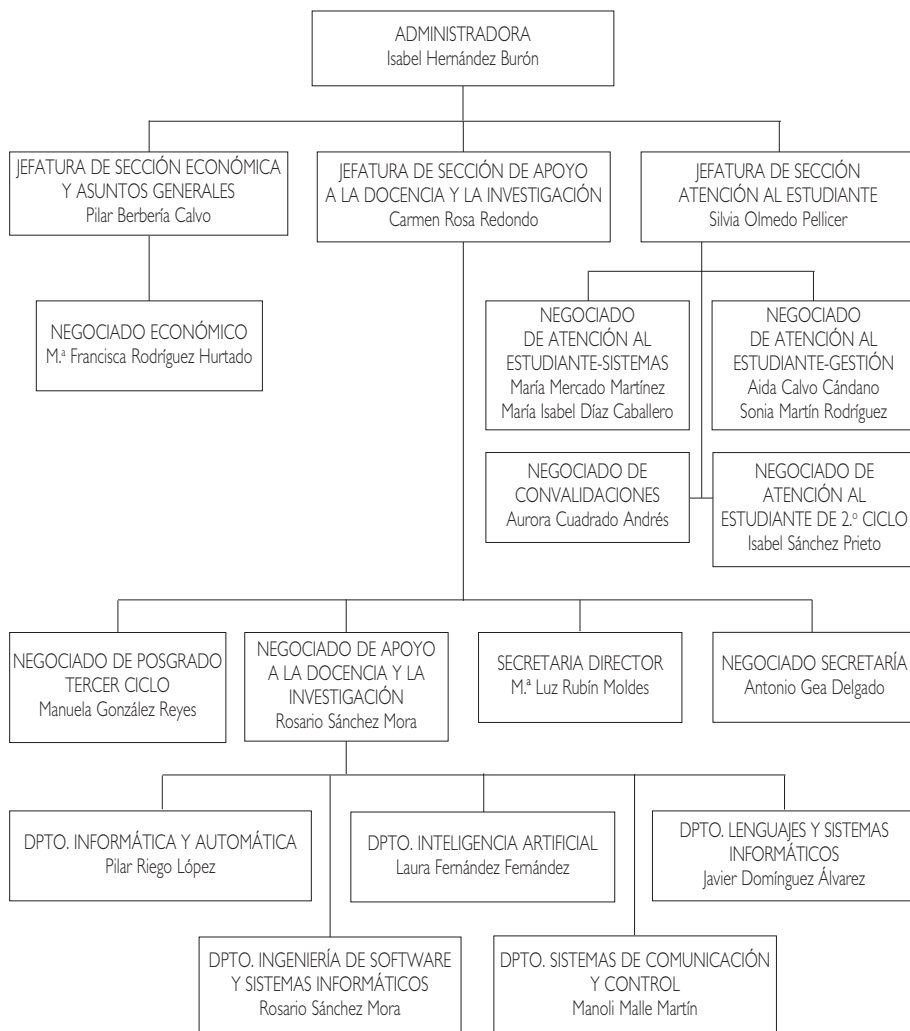 ADMINISTRADORA
Isabel Hernández Burón
JEFATURA DE SECCIÓN ECONÓMICA
Y ASUNTOS GENERALES
Pilar Berbería Calvo
JEFATURA DE SECCIÓN DE APOYO
A LA DOCENCIA Y LA INVESTIGACIÓN
Carmen Rosa Redondo
JEFATURA DE SECCIÓN
ATENCIÓN AL ESTUDIANTE
Silvia Olmedo Pellicer
NEGOCIADO ECONÓMICO
M.ª Francisca Rodríguez Hurtado
NEGOCIADO
DE ATENCIÓN AL
ESTUDIANTE-SISTEMAS
María Mercado Martínez
María Isabel Díaz Caballero
NEGOCIADO
DE ATENCIÓN AL
ESTUDIANTE-GESTIÓN
Aida Calvo Cándano
Sonia Martín Rodríguez
NEGOCIADO DE
CONVALIDACIONES
Aurora Cuadrado Andrés
NEGOCIADO DE
ATENCIÓN AL
ESTUDIANTE DE 2.º CICLO
Isabel Sánchez Prieto
NEGOCIADO DE POSGRADO
TERCER CICLO
Manuela González Reyes
NEGOCIADO DE APOYO
A LA DOCENCIA Y LA
INVESTIGACIÓN
Rosario Sánchez Mora
SECRETARIA DIRECTOR
M.ª Luz Rubín Moldes
NEGOCIADO SECRETARÍA
Antonio Gea Delgado
DPTO. INFORMÁTICA Y AUTOMÁTICA
Pilar Riego López
DPTO. INTELIGENCIA ARTIFICIAL
Laura Fernández Fernández
DPTO. LENGUAJES Y SISTEMAS
INFORMÁTICOS
Javier Domínguez Álvarez
DPTO. INGENIERÍA DE SOFTWARE
Y SISTEMAS INFORMÁTICOS
Rosario Sánchez Mora
DPTO. SISTEMAS DE COMUNICACIÓN
Y CONTROL
Manoli Malle Martín